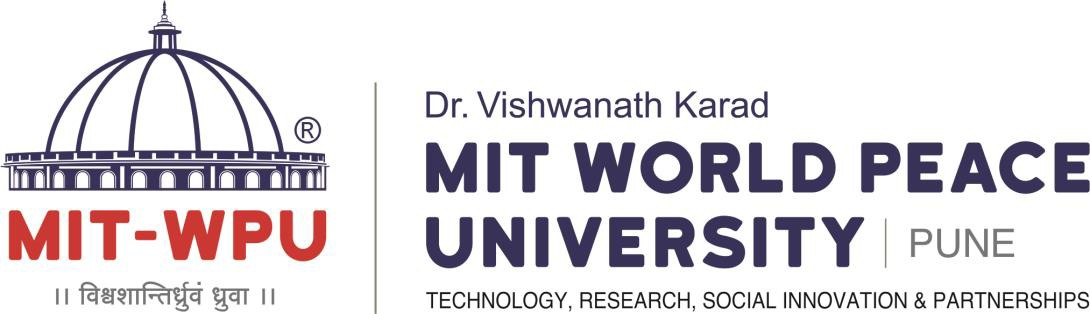 ®
MIT-WPU
।। विश्वशान्तिर्ध्रुवं ध्रुवा ।।
Dr. Vishwanath Karad
MIT WORLD PEACE
UNIVERSITY | PUNE
TECHNOLOGY, RESEARCH, SOCIAL INNOVATION & PARTNERSHIPS